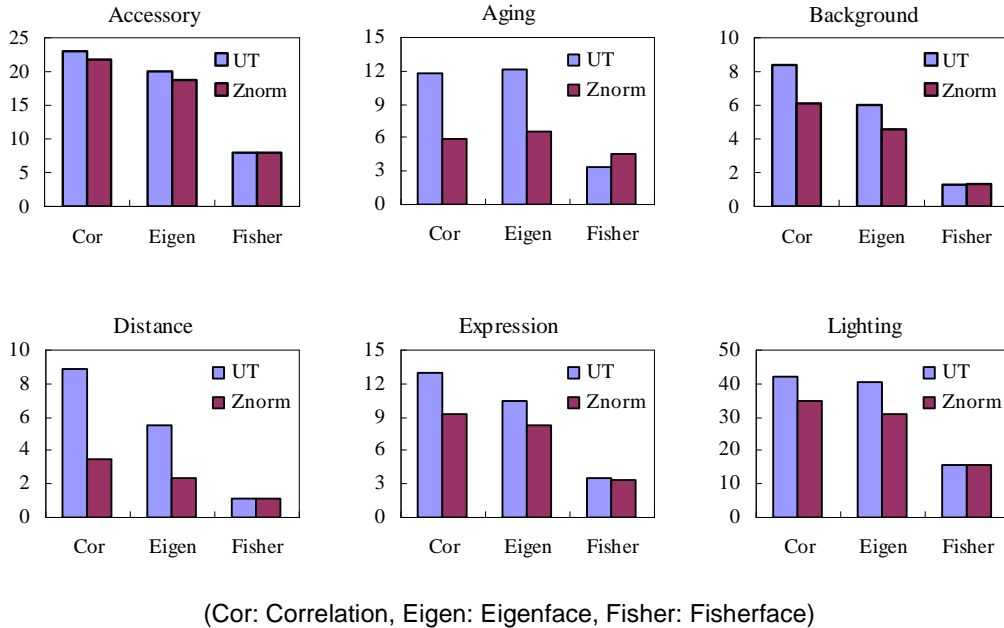 Accessory
25
20
15
10
5
0
UT
Znorm
Cor Eigen Fisher
Aging
15
12
9
6
3
0
UT
Znorm
Cor Eigen Fisher
Background
10
8
6
4
2
0
UT
Znorm
Cor Eigen Fisher
Distance
10
8
6
4
2
0
UT
Znorm
Cor Eigen Fisher
Expression
15
12
9
6
3
0
UT
Znorm
Cor Eigen Fisher
Lighting
50
40
30
20
10
0
UT
Znorm
Cor Eigen Fisher
(Cor: Correlation, Eigen: Eigenface, Fisher: Fisherface)